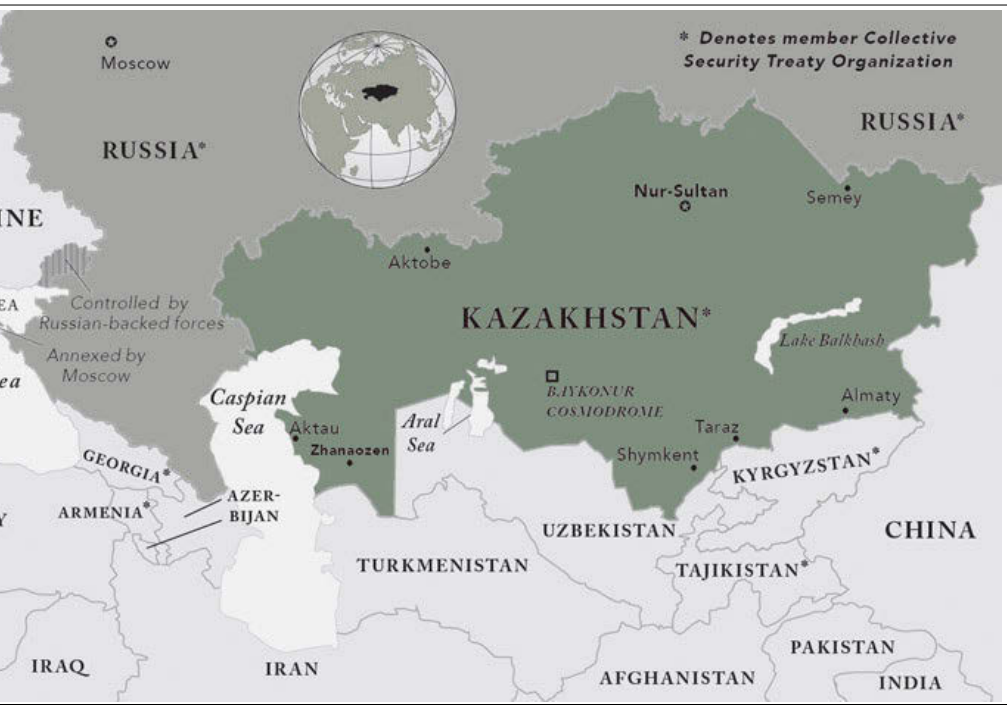 Moscow
* Denotes member Collective
Security Treaty Organization
RUSSIA*
RUSSIA*
Nur-Sultan
Semey
INE
Aktobe
Controlled by
Russian-backed forces
EA
KAZAKHSTAN*
Annexed by
Moscow
Lake Balkhash
ea
Caspian
Sea
BAYKONUR
COSMODROME
Almaty
Aral
Sea
Aktau
Zhanaozen
Taraz
Shymkent
GEORGIA*
KYRGYZSTAN*
AZER-
BIJAN
ARMENIA*
Y
UZBEKISTAN
CHINA
TURKMENISTAN
TAJIKISTAN*
IRAQ
IRAN
AFGHANISTAN
PAKISTAN
INDIA